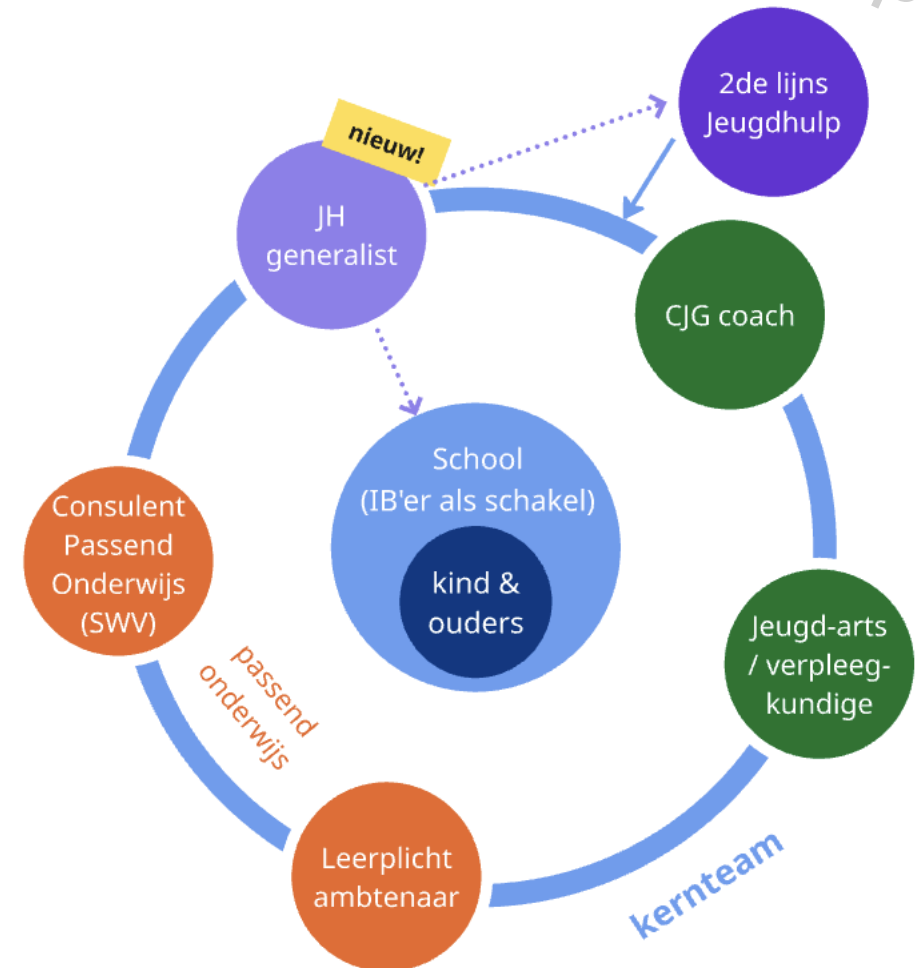 2de lijns
Jeugdhulp
nieuw!
JH
generalist
CJG coach
School
(IB'er als schakel)
kind &
ouders
Consulent
Passend
Onderwijs
(SWV)
Jeugd-arts
/ verpleeg-
kundige
passend
onderwijs
Leerplicht
ambtenaar
kernteam